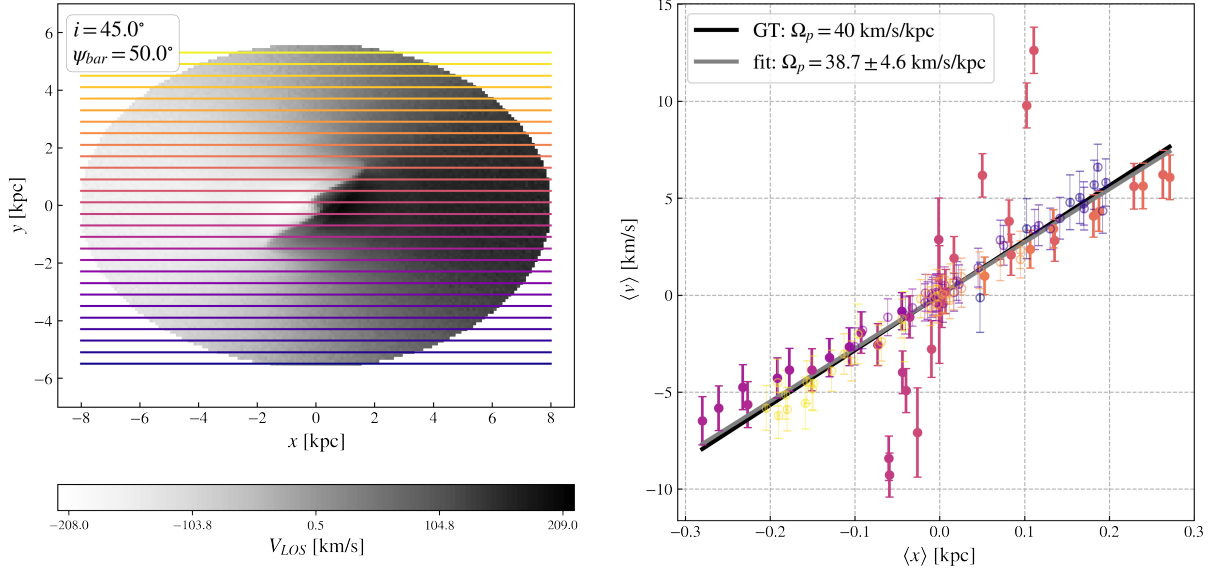 i = 45.0°
ψbar = 50.0°
6
4
2
0
−2
−4
−6
y [kpc]
−8 −6 −4 −2 0 2 4 6 8
x [kpc]
−208.0 −103.8 0.5 104.8 209.0
VLOS [km/s]
GT: Ωp = 40 km/s/kpc
fit: Ωp = 38.7 ± 4.6 km/s/kpc
15
10
5
0
−5
−10
⟨v⟩ [km/s]
−0.3 −0.2 −0.1 0.0 0.1 0.2 0.3
⟨x⟩ [kpc]